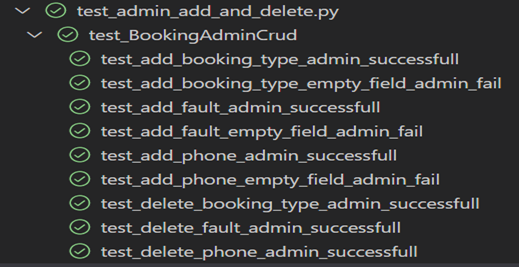 test_admin_add_and_delete.py
test_BookingAdminCrud
test_add_booking_type_admin_successfull
test_add_booking_type_empty_field_admin_fail
test_add_fault_admin_successfull
test_add_fault_empty_field_admin_fail
test_add_phone_admin_successfull
test_add_phone_empty_field_admin_fail
test_delete_booking_type_admin_successfull
test_delete_fault_admin_successfull
test_delete_phone_admin_successfull